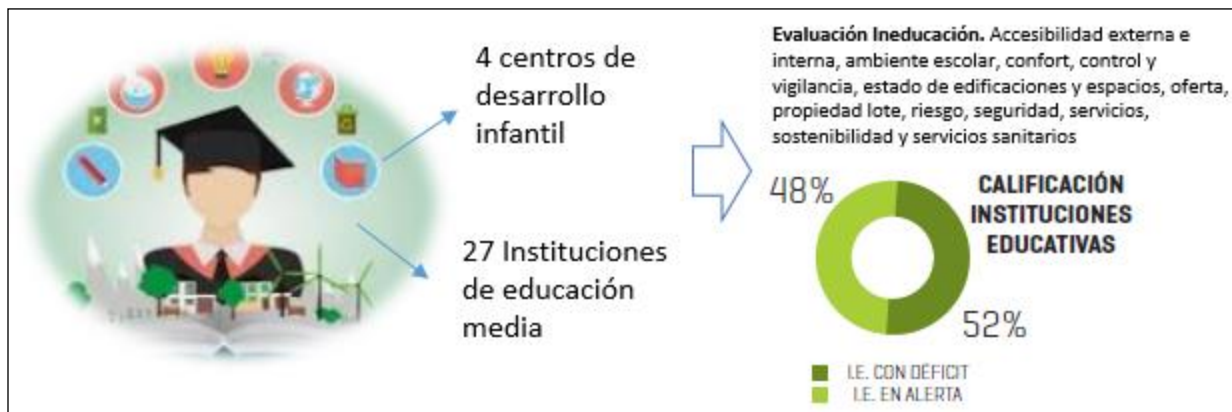 4 centros de
desarrollo
infantil
27 Instituciones
de educación
media
Evaluación Ineducación. Accesibilidad externa e
interna, ambiente escolar, confort, control y
vigilancia, estado de edificaciones y espacios, oferta,
propiedad lote, riesgo, seguridad, servicios,
sostenibilidad y servicios sanitarios
48%
CALIFICACIÓN
INSTITUCIONES
EDUCATIVAS
52%
I.E. CON DÉFICIT
I.E. EN ALERTA